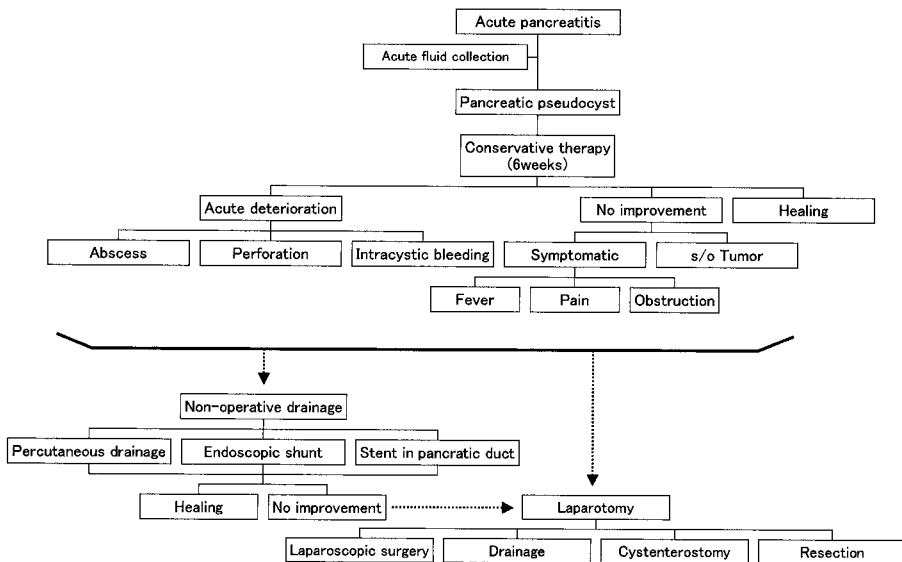 Acute pancreatitis
Acute fluid collection
Pancreatic pseudocyst
Conservative therapy
(6weeks)
Acute deterioration
No improvement
Healing
Abscess
Perforation
Intracystic bleeding
Symptomatic
s/o Tumor
Fever
Pain
Obstruction
Non-operative drainage
Percutaneous drainage
Endoscopic shunt
Stent in pancratic duct
Healing
No improvement
Laparotomy
Laparoscopic surgery
Drainage
Cystenterostomy
Resection